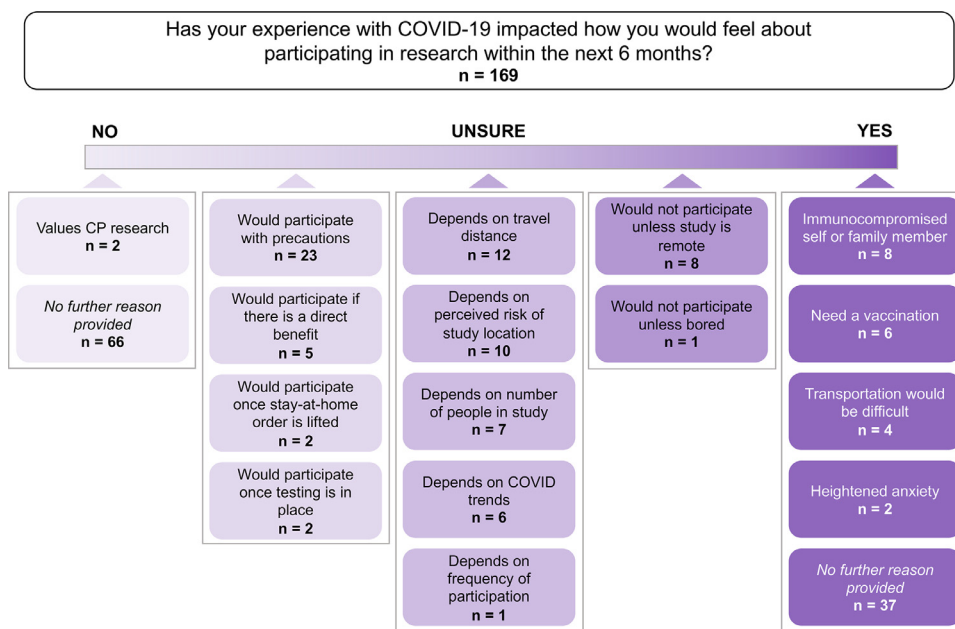 Has your experience with COVID-19 impacted how you would feel about
participating in research within the next 6 months?
n = 169
NO
UNSURE
YES
Values CP research
n = 2
No further reason
provided
n = 66
Would participate
with precautions
n = 23
Would participate if
there is a direct
benefit
n = 5
Would participate
once stay-at-home
order is lifted
n = 2
Would participate
once testing is in
place
n = 2
Depends on travel
distance
n = 12
Depends on
perceived risk of
study location
n = 10
Depends on number
of people in study
n = 7
Depends on COVID
trends
n = 6
Depends on
frequency of
participation
n = 1
Would not participate
unless study is
remote
n = 8
Would not participate
unless bored
n = 1
Immunocompromised
self or family member
n = 8
Need a vaccination
n = 6
Transportation would
be difficult
n = 4
Heightened anxiety
n = 2
No further reason
provided
n = 37